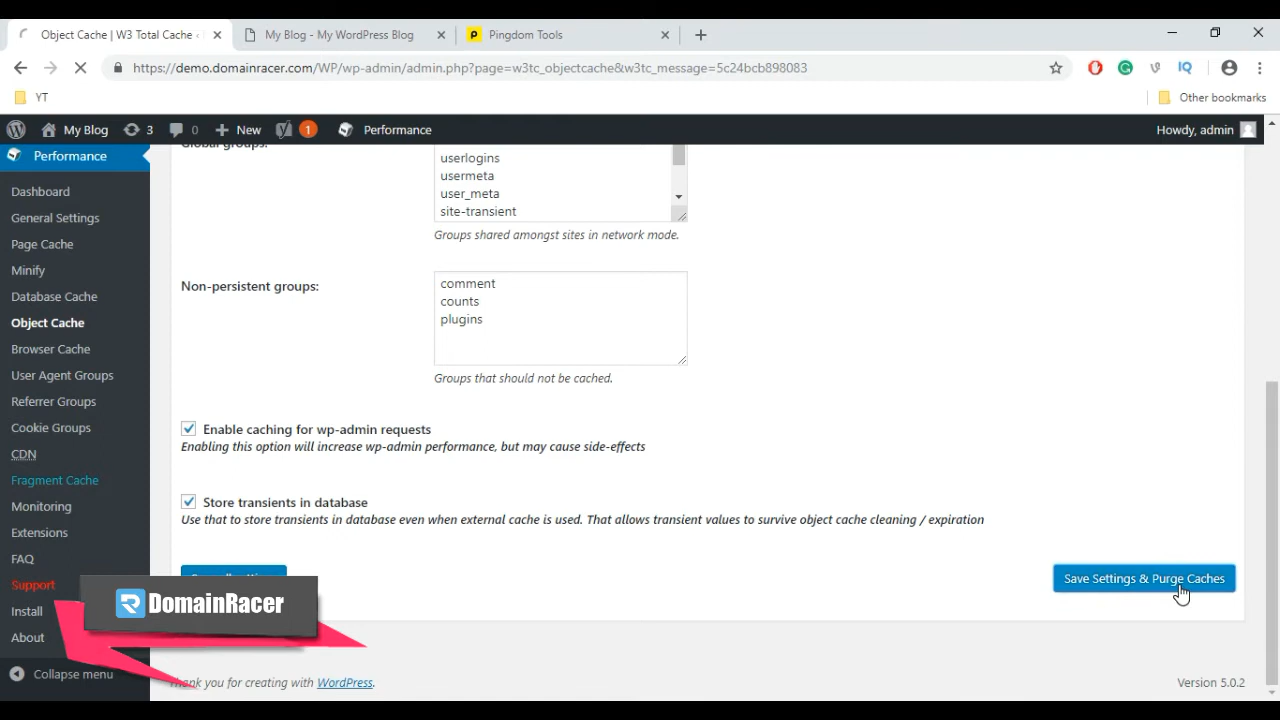 Object Cache | W3 Total Cache ‹
My Blog - My WordPress Blog
Pingdom Tools
https://demo.domainracer.com/WP/wp-admin/admin.php?page=w3tc_objectcache&w3tc_message=5c24bcb898083
YT
Other bookmarks
My Blog
3
0
New
1
Performance
Howdy, admin
Performance
Dashboard
General Settings
Page Cache
Minify
Database Cache
Object Cache
Browser Cache
User Agent Groups
Referrer Groups
Cookie Groups
CDN
Fragment Cache
Monitoring
Extensions
FAQ
Support
Install
About
Collapse menu
Global groups:
userlogins
usermeta
user_meta
site-transient
Groups shared amongst sites in network mode.
Non-persistent groups:
comment
counts
plugins
Groups that should not be cached.
Enable caching for wp-admin requests
Enabling this option will increase wp-admin performance, but may cause side-effects
Store transients in database
Use that to store transients in database even when external cache is used. That allows transient values to survive object cache cleaning / expiration
Save Settings & Purge Caches
DomainRacer
Thank you for creating with WordPress.
Version 5.0.2